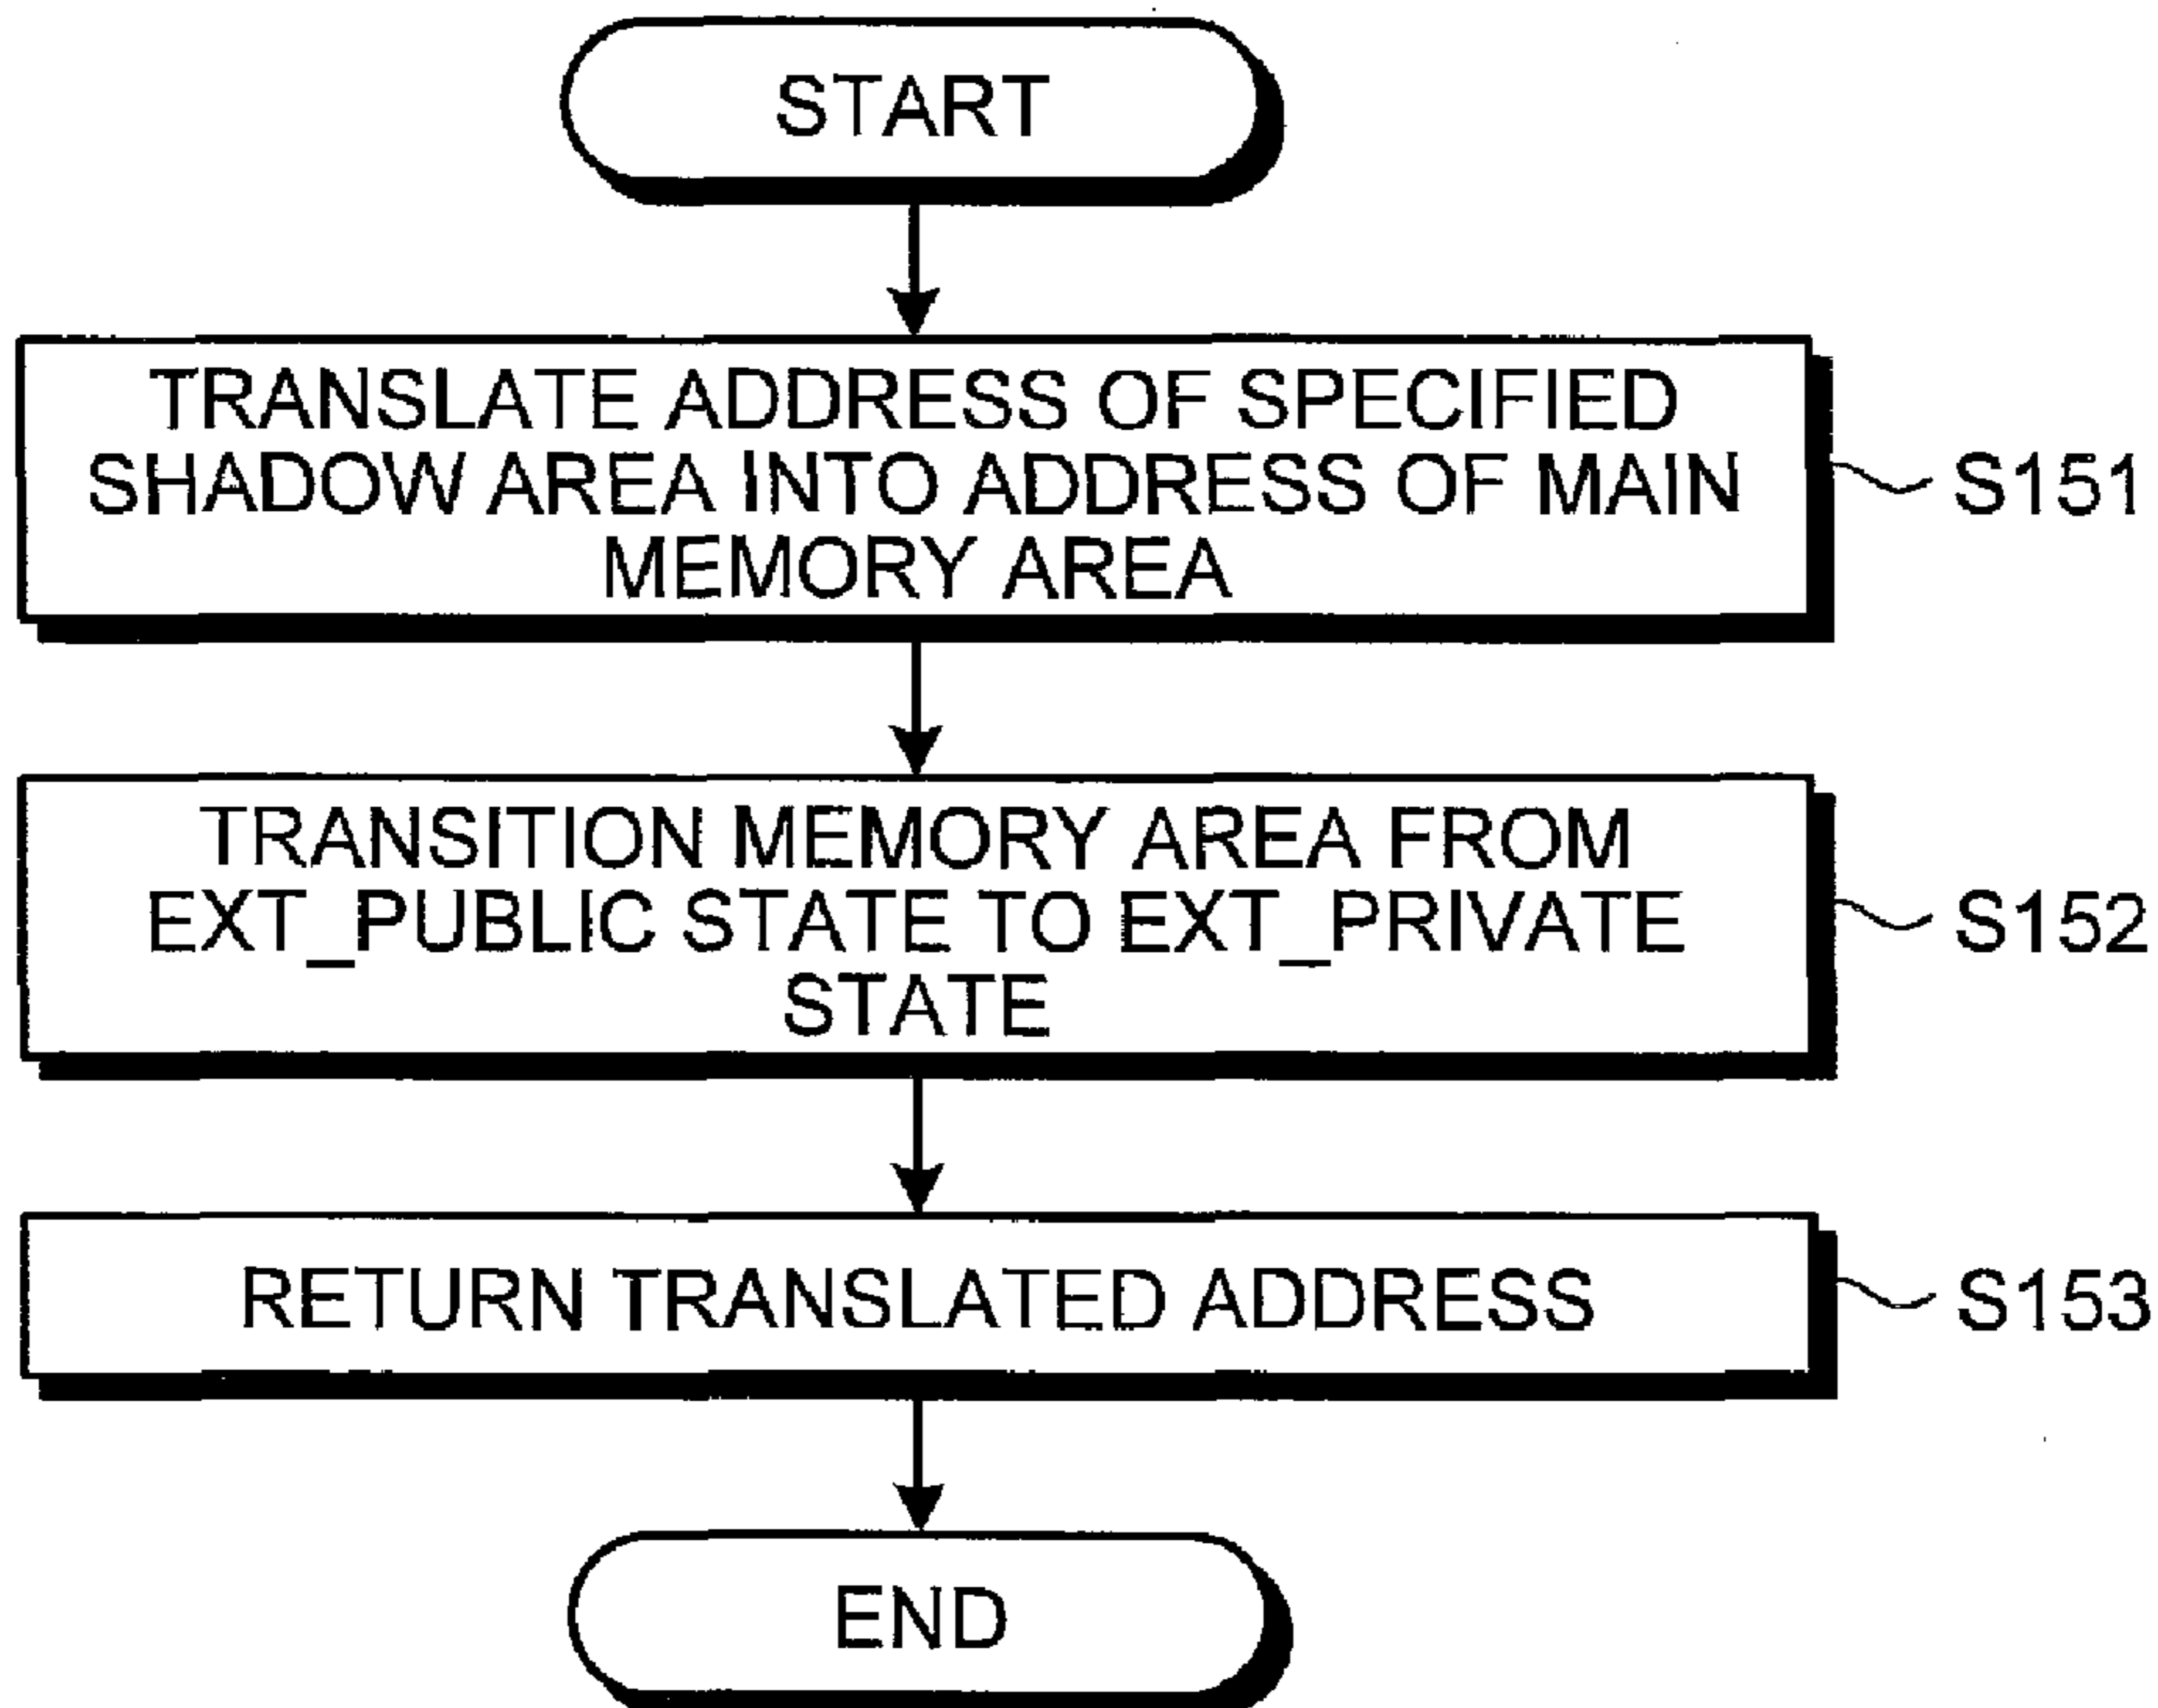 START
TRANSLATE ADDRESS OF SPECIFIED
SHADOW AREA INTO ADDRESS OF MAIN
MEMORY AREA
S151
TRANSITION MEMORY AREA FROM
EXT_PUBLIC STATE TO EXT_PRIVATE
STATE
S152
RETURN TRANSLATED ADDRESS
S153
END